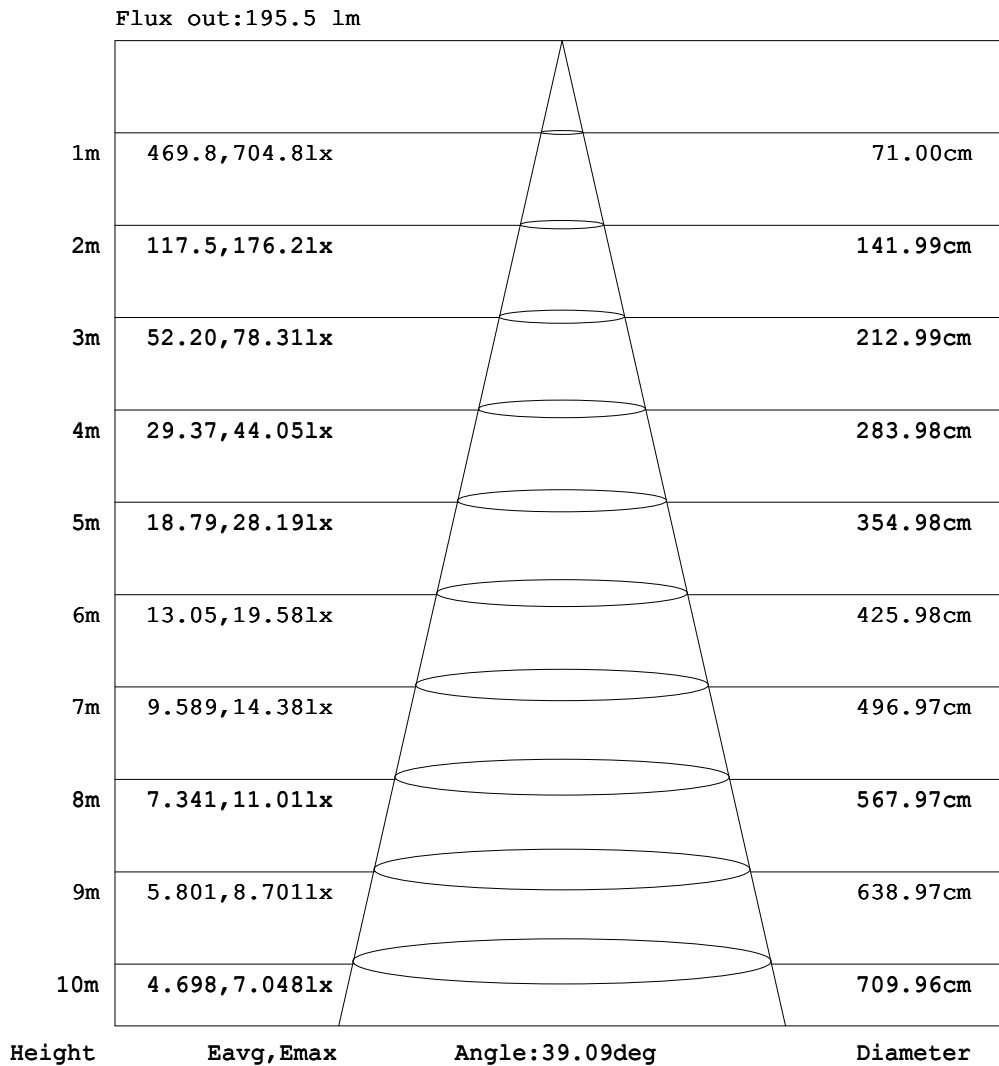 Flux out:195.5 lm
1m 469.8,704.8lx 71.00cm
2m 117.5,176.2lx 141.99cm
3m 52.20,78.31lx 212.99cm
4m 29.37,44.05lx 283.98cm
5m 18.79,28.19lx 354.98cm
6m 13.05,19.58lx 425.98cm
7m 9.589,14.38lx 496.97cm
8m 7.341,11.01lx 567.97cm
9m 5.801,8.701lx 638.97cm
10m 4.698,7.048lx 709.96cm
Height Eavg,Emax Angle:39.09deg Diameter